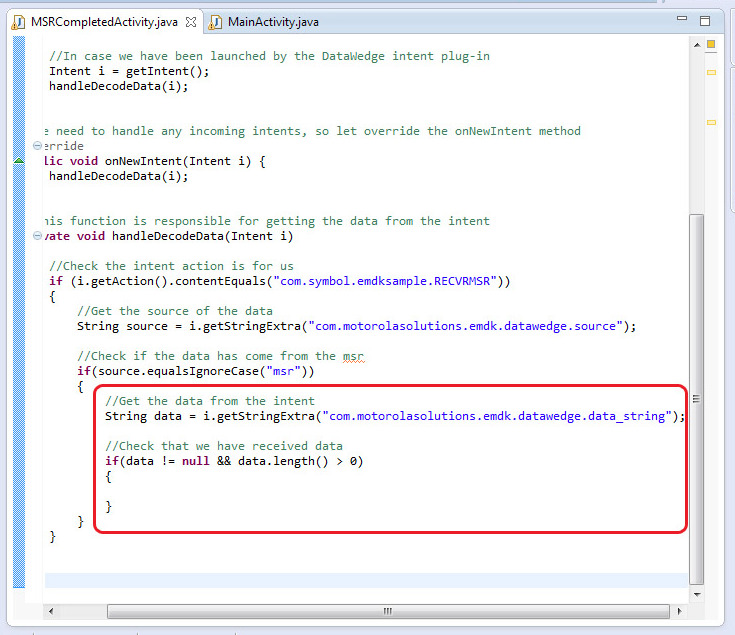 MSRCompletedActivity.java
MainActivity.java
//In case we have been launched by the DataWedge intent plug-in
Intent i = getIntent();
handleDecodeData(i);
e need to handle any incoming intents, so let override the onNewIntent method
erride
lic void onNewIntent(Intent i) {
handleDecodeData(i);
his function is responsible for getting the data from the intent
vate void handleDecodeData(Intent i)
//Check the intent action is for us
if (i.getAction().contentEquals("com.symbol.emdksample.RECVRMSR"))
{
//Get the source of the data
String source = i.getStringExtra("com.motorolasolutions.emdk.datawedge.source");
//Check if the data has come from the msr
if(source.equalsIgnoreCase("msr"))
{
//Get the data from the intent
String data = i.getStringExtra("com.motorolasolutions.emdk.datawedge.data_string");
//Check that we have received data
if(data != null && data.length() > 0)
{
}
}
}